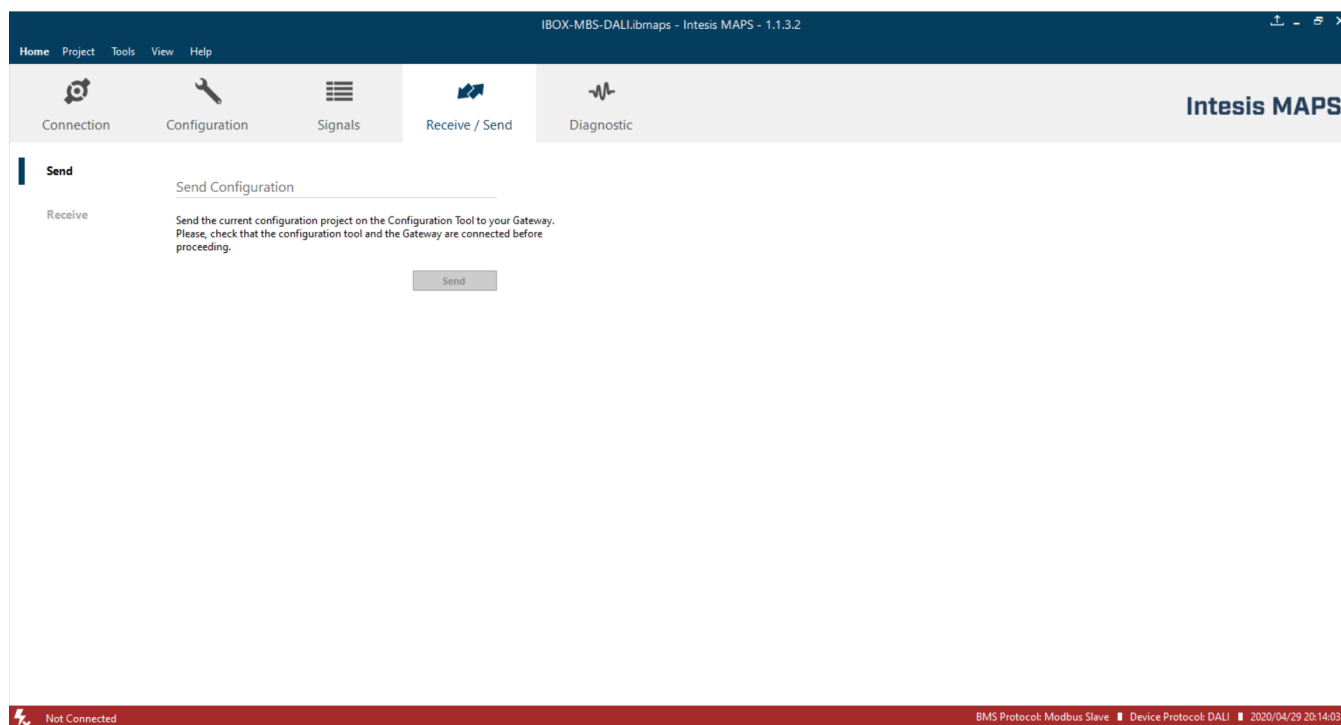 IBOX-MBS-DALI.ibmaps - Intesis MAPS - 1.1.3.2
Home Project Tools View Help
Connection Configuration Signals Receive / Send Diagnostic
Intesis MAPS
Send
Receive
Send Configuration
Send the current configuration project on the Configuration Tool to your Gateway.
Please, check that the configuration tool and the Gateway are connected before
proceeding.
Send
Not Connected
BMS Protocol: Modbus Slave Device Protocol: DALI 2020/04/29 20:14:03